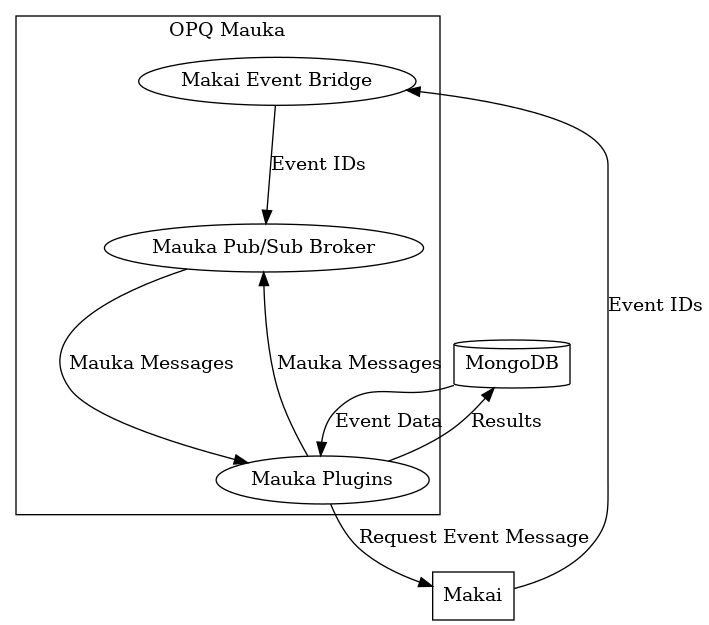 OPQ Mauka
Makai Event Bridge
Event IDs
Mauka Pub/Sub Broker
Event IDs
Mauka Messages
Mauka Messages
MongoDB
Event Data
Results
Mauka Plugins
Request Event Message
Makai